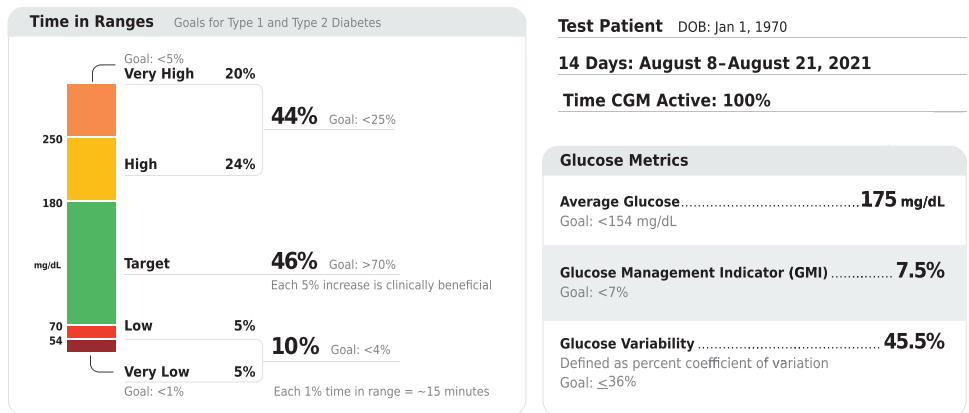 Time in Ranges Goals for Type 1 and Type 2 Diabetes
Goal: <5%
Very High 20%
44% Goal: <25%
250
High 24%
180
mg/dL
Target 46% Goal: >70%
Each 5% increase is clinically beneficial
70
Low 5%
54
10% Goal: <4%
Very Low 5%
Goal: <1%
Each 1% time in range = ~15 minutes
Test Patient DOB: Jan 1, 1970
14 Days: August 8–August 21, 2021
Time CGM Active: 100%
Glucose Metrics
Average Glucose........................................175 mg/dL
Goal: <154 mg/dL
Glucose Management Indicator (GMI)..............7.5%
Goal: <7%
Glucose Variability.........................................45.5%
Defined as percent coefficient of variation
Goal: ≤36%